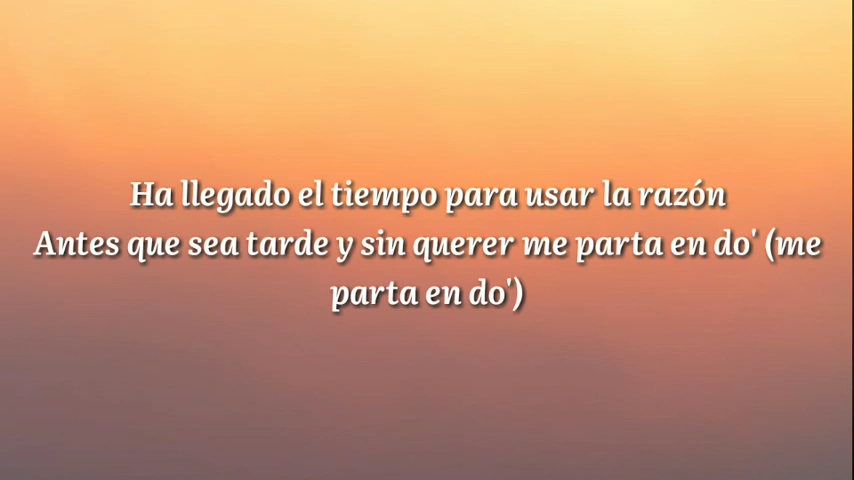 Ha llegado el tiempo para usar la razón
Antes que sea tarde y sin querer me parta en do' (me
parta en do')